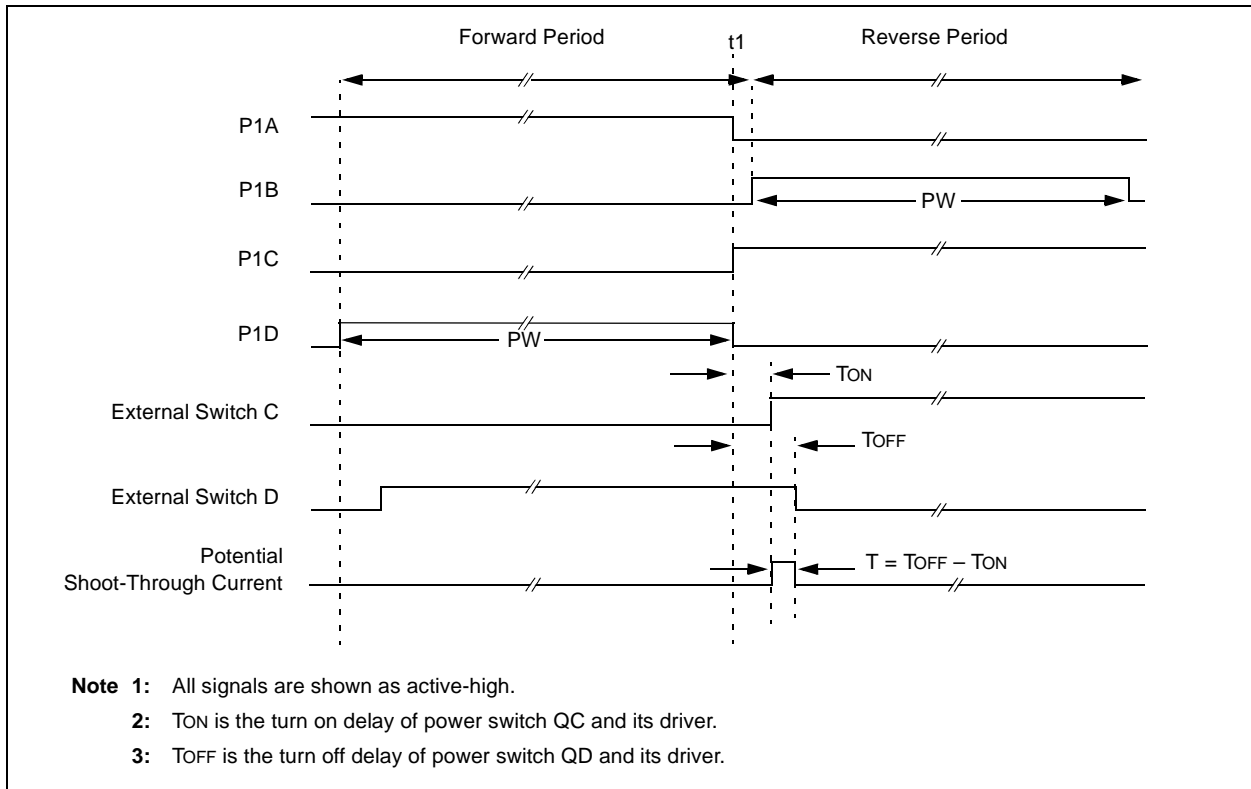 Forward Period
t1
Reverse Period
P1A
P1B
PW
P1C
P1D
PW
TON
External Switch C
TOFF
External Switch D
Potential
Shoot-Through Current
T = TOFF – TON
Note 1: All signals are shown as active-high.
2: TON is the turn on delay of power switch QC and its driver.
3: TOFF is the turn off delay of power switch QD and its driver.